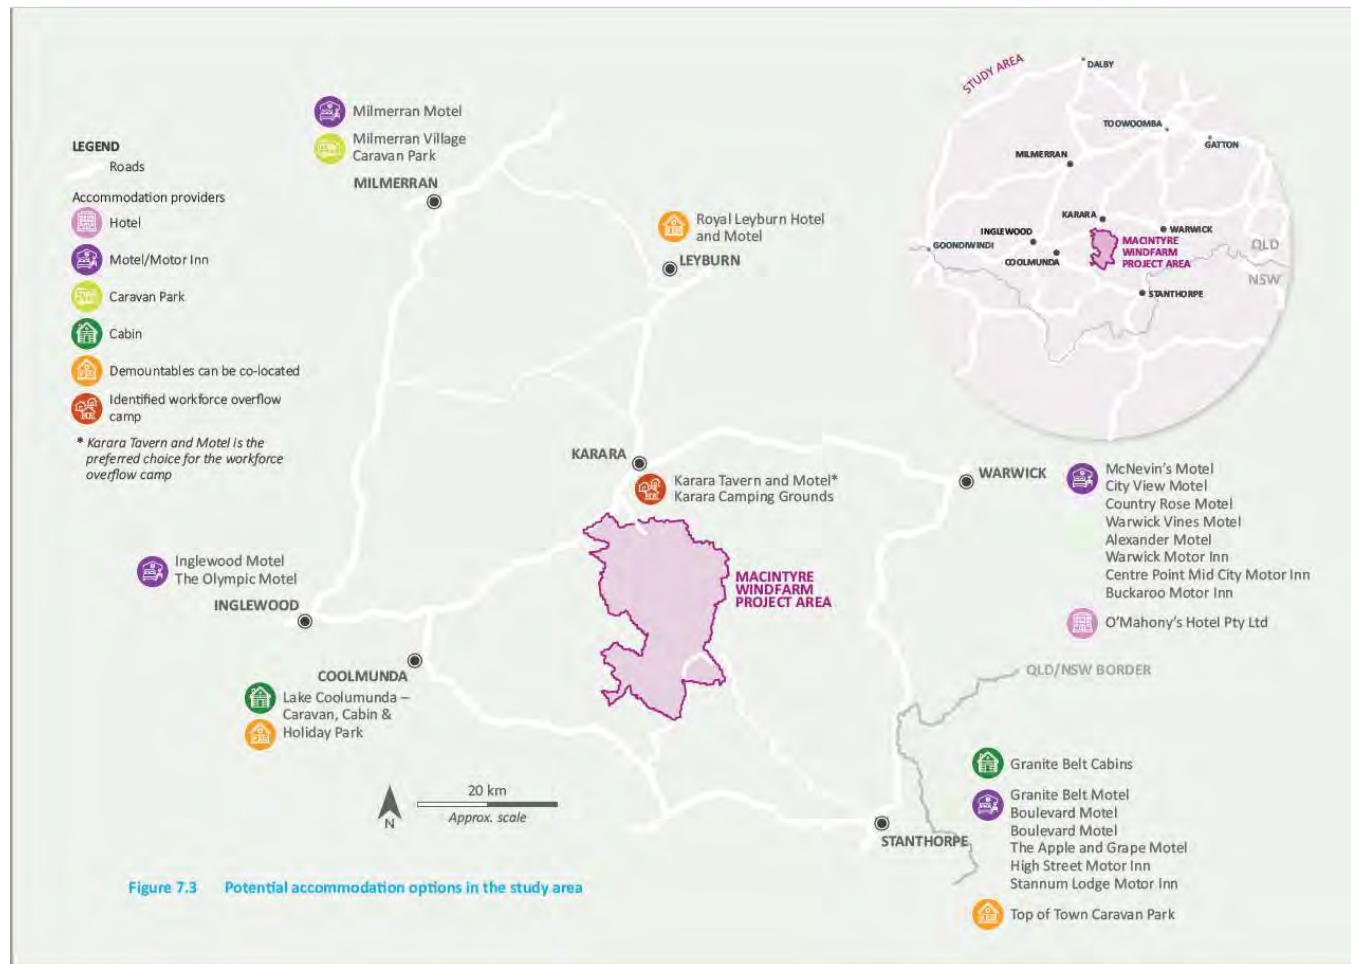 LEGEND
Roads
Accommodation providers
Hotel
Motel/Motor Inn
Caravan Park
Cabin
Demountables can be co-located
Identified workforce overflow
camp
* Karara Tavern and Motel is the
preferred choice for the workforce
overflow camp
Milmerran Motel
Milmerran Village
Caravan Park
MILMERRAN
Royal Leyburn Hotel
and Motel
LEYBURN
STUDY AREA
DALBY
TOOWOOMBA
GATTON
MILMERRAN
KARARA
WARWICK
INGLEWOOD
GOONDIWINDI
COOLMUNDA
MACINTYRE
WINDFARM
PROJECT AREA
QLD
NSW
STANTHORPE
KARARA
Karara Tavern and Motel*
Karara Camping Grounds
WARWICK
McNevin's Motel
City View Motel
Country Rose Motel
Warwick Vines Motel
Alexander Motel
Warwick Motor Inn
Centre Point Mid City Motor Inn
Buckaroo Motor Inn
O'Mahony's Hotel Pty Ltd
Inglewood Motel
The Olympic Motel
INGLEWOOD
MACINTYRE
WINDFARM
PROJECT AREA
COOLMUNDA
Lake Coolumunda –
Caravan, Cabin &
Holiday Park
QLD/NSW BORDER
20 km
Approx. scale
N
STANTHORPE
Granite Belt Cabins
Granite Belt Motel
Boulevard Motel
Boulevard Motel
The Apple and Grape Motel
High Street Motor Inn
Stannum Lodge Motor Inn
Top of Town Caravan Park
Figure 7.3 Potential accommodation options in the study area